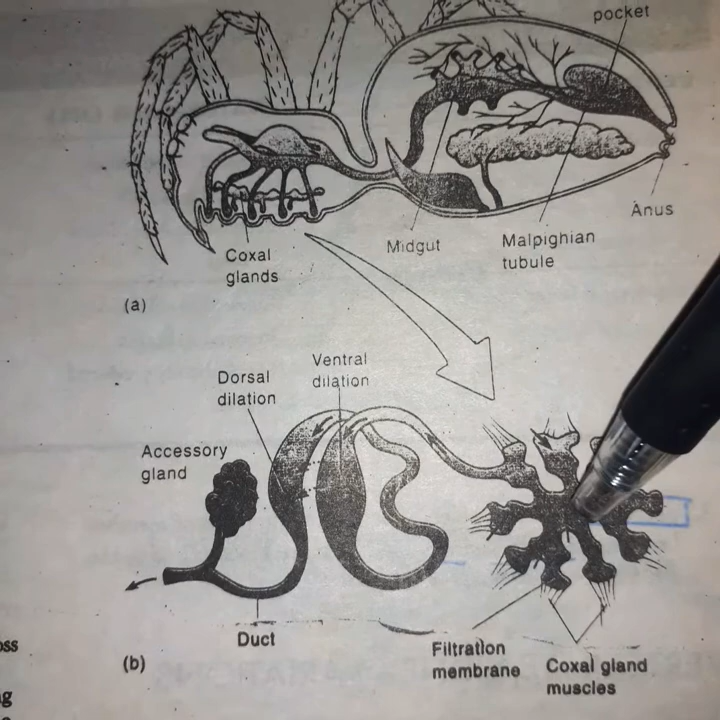 pocket
Anus
Midgut
Malpighian
tubule
Coxal
glands
(a)
Ventral
dilation
Dorsal
dilation
Accessory
gland
Duct
(b)
Filtration
membrane
Coxal gland
muscles